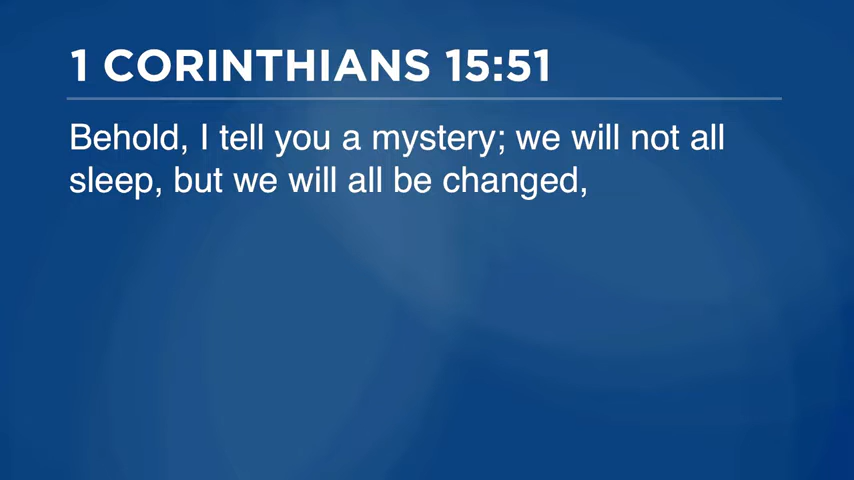 1 CORINTHIANS 15:51
Behold, I tell you a mystery; we will not all
sleep, but we will all be changed,